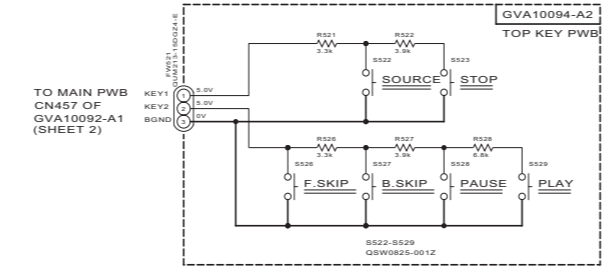 GVA10094-A2
TOP KEY PWB
FW521
QUM213-15DGZ4-E
R521
3.3k
R522
3.9k
S522
SOURCE
S523
STOP
TO MAIN PWB
CN457 OF
GVA10092-A1
(SHEET 2)
KEY1
1
5.0V
KEY2
2
5.0V
BGND
3
0V
R526
3.3k
R527
3.9k
R528
6.8k
S526
F.SKIP
S527
B.SKIP
S528
PAUSE
S529
PLAY
S522-S529
QSW0825-001Z